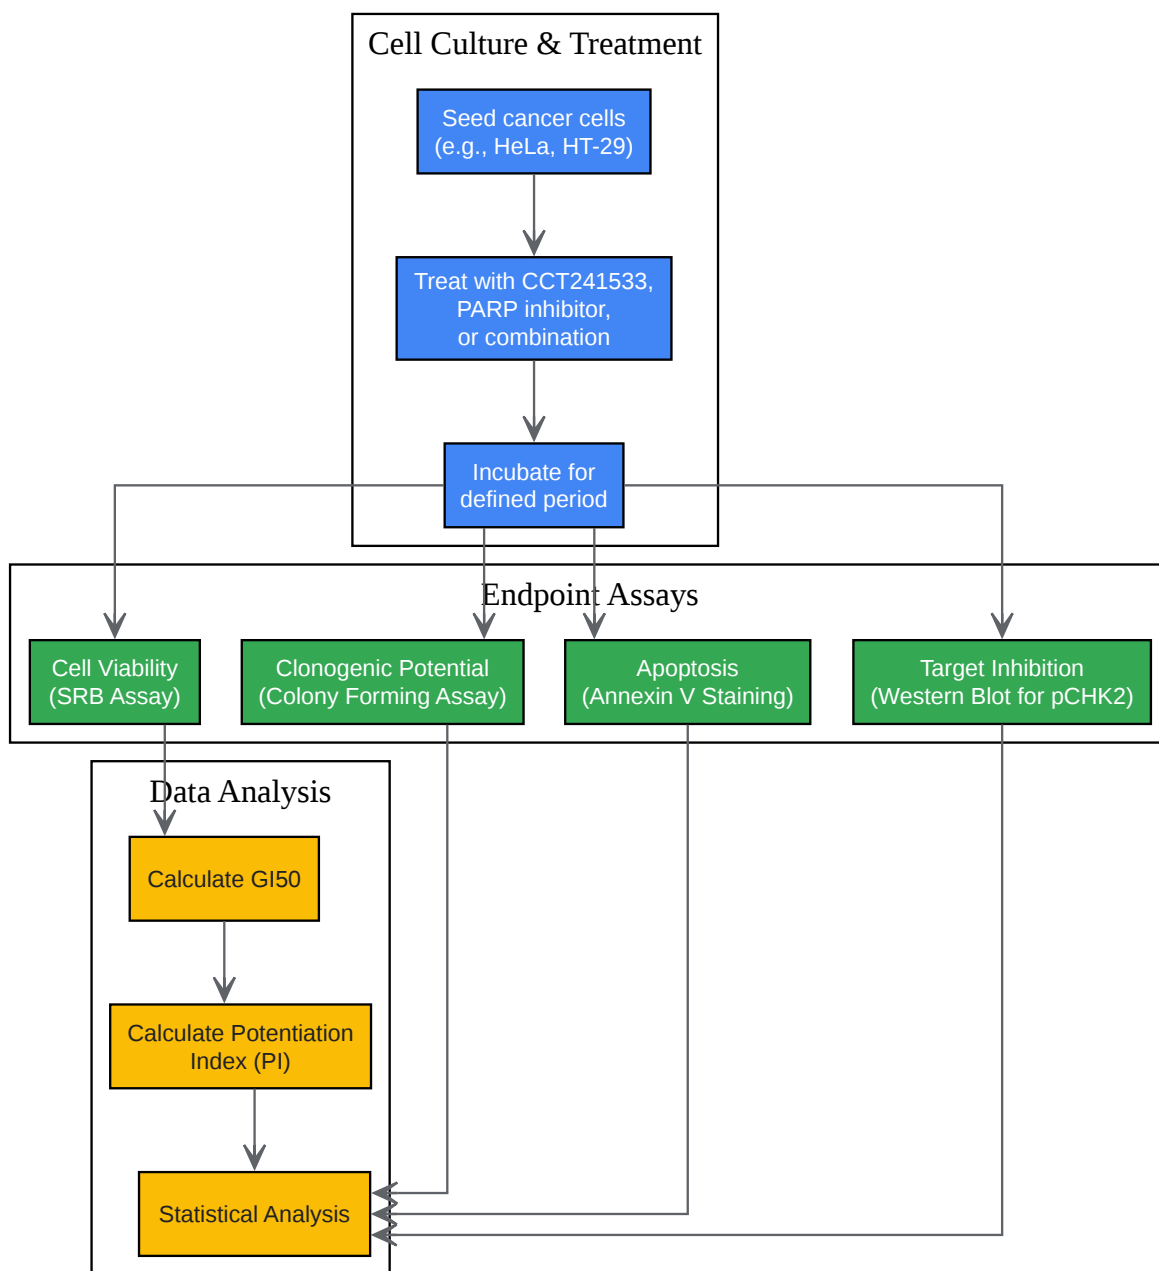 Cell Culture & Treatment
Seed cancer cells
(e.g., HeLa, HT-29)
Treat with CCT241533,
PARP inhibitor,
or combination
Incubate for
defined period
Endpoint Assays
Cell Viability
(SRB Assay)
Clonogenic Potential
(Colony Forming Assay)
Apoptosis
(Annexin V Staining)
Target Inhibition
(Western Blot for pCHK2)
Data Analysis
Calculate GI50
Calculate Potentiation
Index (PI)
Statistical Analysis